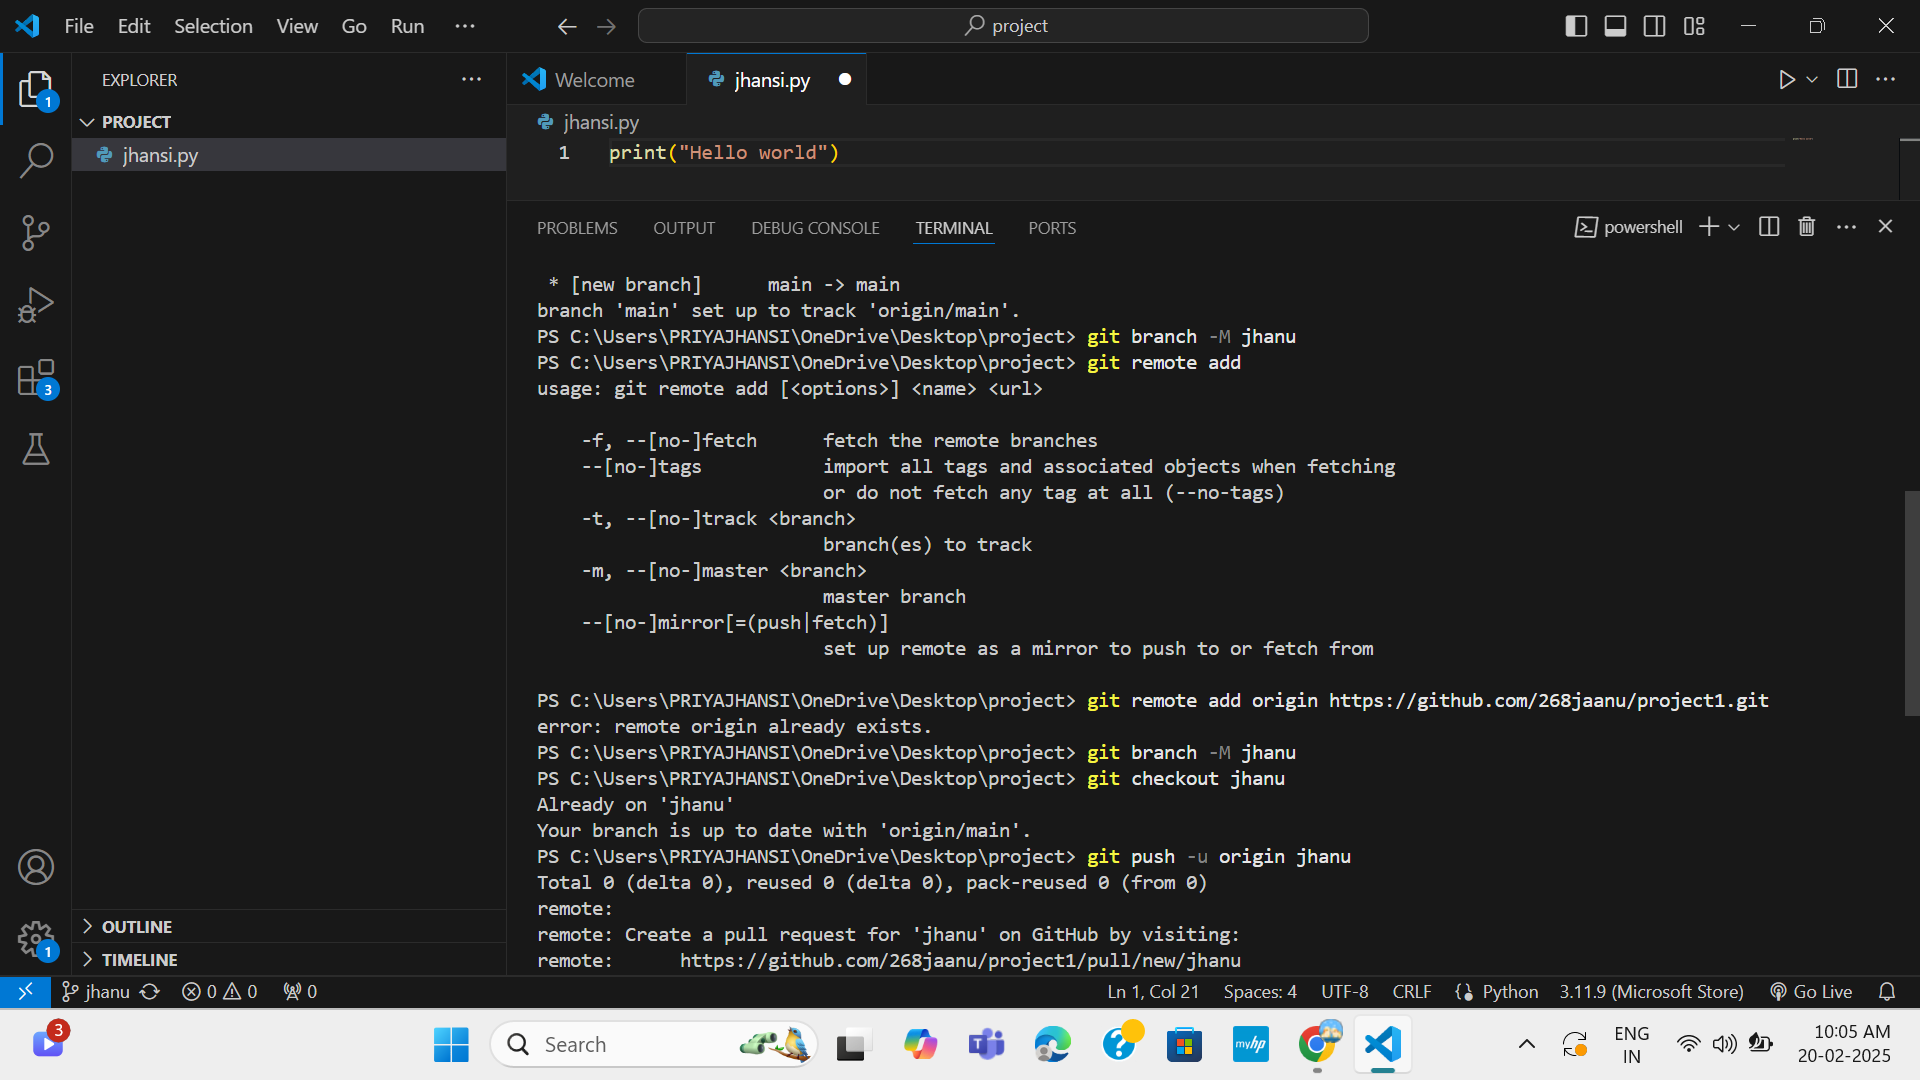 File Edit Selection View Go Run ...
project
EXPLORER
PROJECT
jhansi.py
Welcome
jhansi.py
jhansi.py
1 print("Hello world")
PROBLEMS OUTPUT DEBUG CONSOLE TERMINAL PORTS
powershell
* [new branch]      main -> main
branch 'main' set up to track 'origin/main'.
PS C:\Users\PRIYAJHANSI\OneDrive\Desktop\project> git branch -M jhanu
PS C:\Users\PRIYAJHANSI\OneDrive\Desktop\project> git remote add
usage: git remote add [<options>] <name> <url>
-f, --[no-]fetch      fetch the remote branches
--[no-]tags           import all tags and associated objects when fetching
or do not fetch any tag at all (--no-tags)
-t, --[no-]track <branch>
branch(es) to track
-m, --[no-]master <branch>
master branch
--[no-]mirror[=(push|fetch)]
set up remote as a mirror to push to or fetch from
PS C:\Users\PRIYAJHANSI\OneDrive\Desktop\project> git remote add origin https://github.com/268jaanu/project1.git
error: remote origin already exists.
PS C:\Users\PRIYAJHANSI\OneDrive\Desktop\project> git branch -M jhanu
PS C:\Users\PRIYAJHANSI\OneDrive\Desktop\project> git checkout jhanu
Already on 'jhanu'
Your branch is up to date with 'origin/main'.
PS C:\Users\PRIYAJHANSI\OneDrive\Desktop\project> git push -u origin jhanu
Total 0 (delta 0), reused 0 (delta 0), pack-reused 0 (from 0)
remote:
remote: Create a pull request for 'jhanu' on GitHub by visiting:
remote:      https://github.com/268jaanu/project1/pull/new/jhanu
1
3
1
OUTLINE
TIMELINE
jhanu 0 0 0
Ln 1, Col 21 Spaces: 4 UTF-8 CRLF {} Python 3.11.9 (Microsoft Store) Go Live
3
Search
myhp
ENG
IN
10:05 AM
20-02-2025